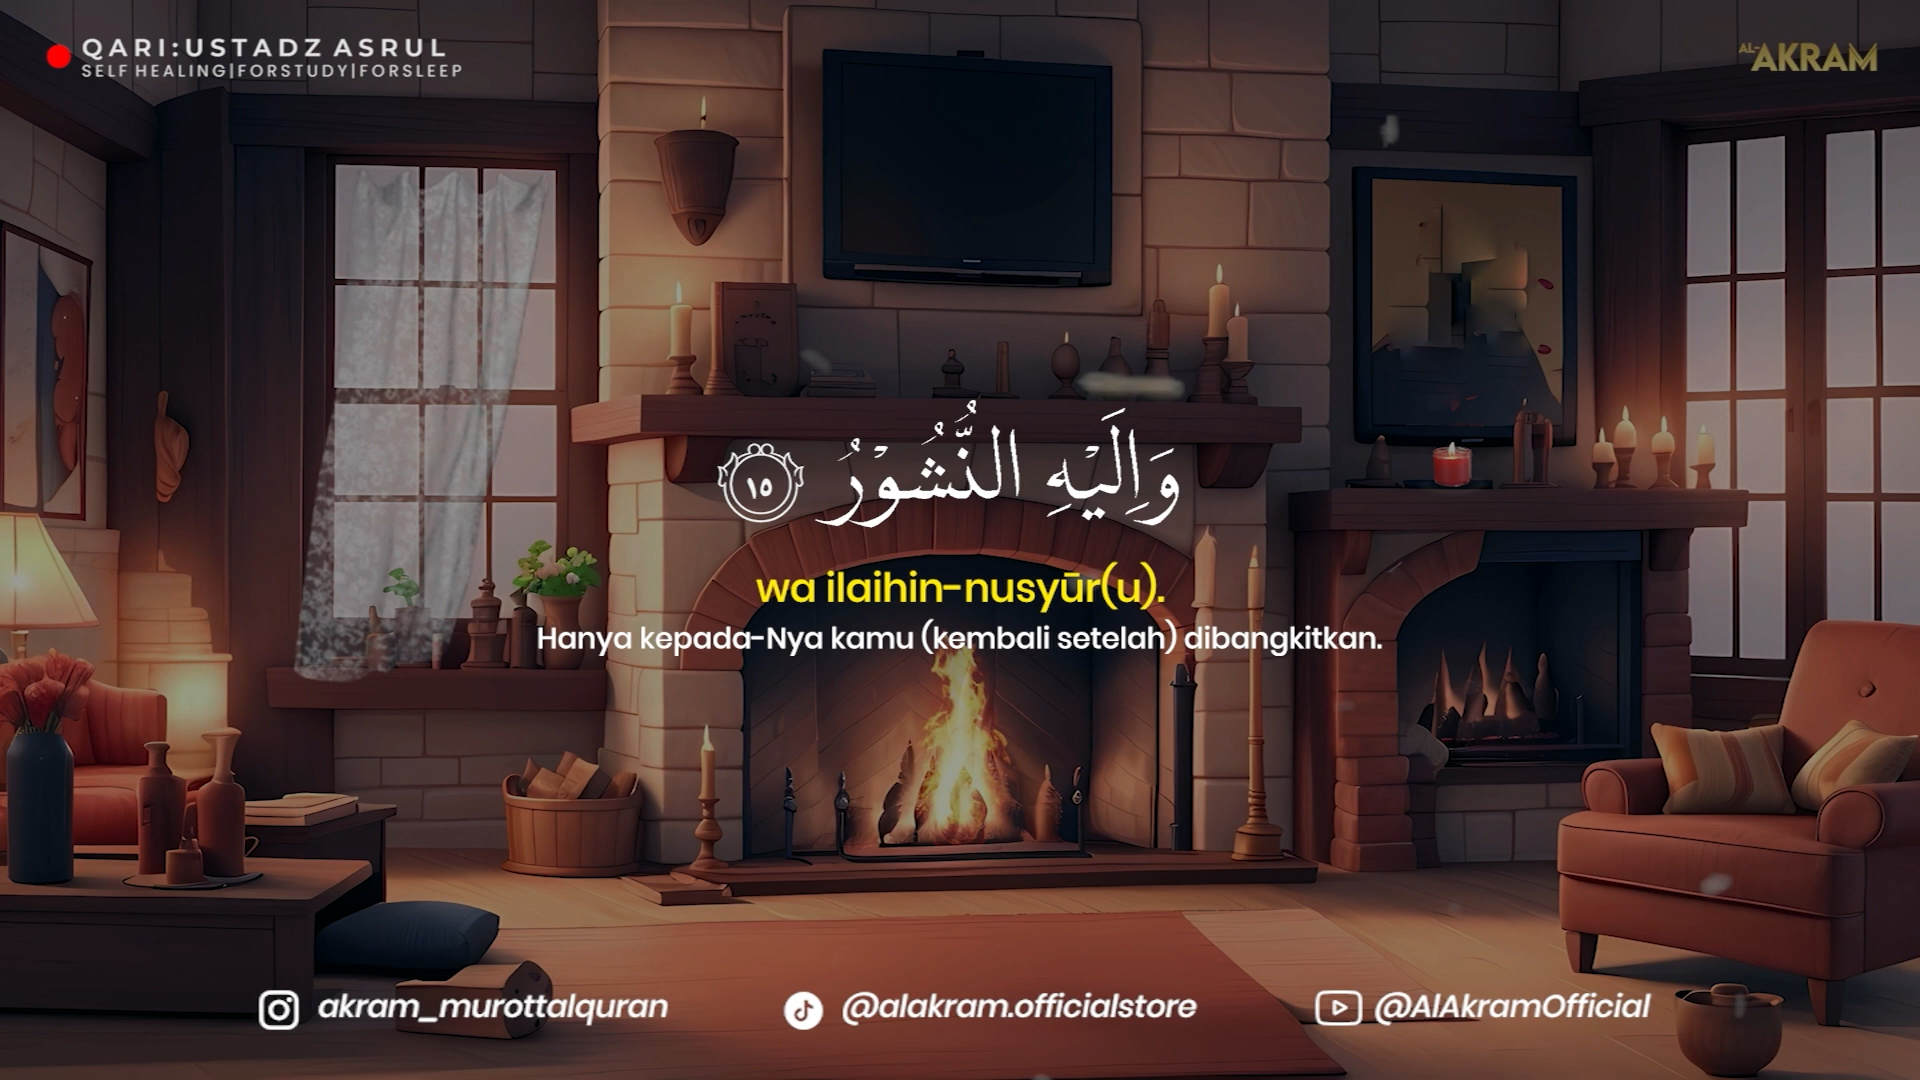 QARI:USTADZ ASRUL
SELF HEALING|FORSTUDY|FORSLEEP
AL-AKRAM
وَاِلَيْهِ النُّشُوْرُ ١٥
wa ilaihin-nusyūr(u).
Hanya kepada-Nya kamu (kembali setelah) dibangkitkan.
akram_murottalquran
@alakram.officialstore
@AlAkramOfficial